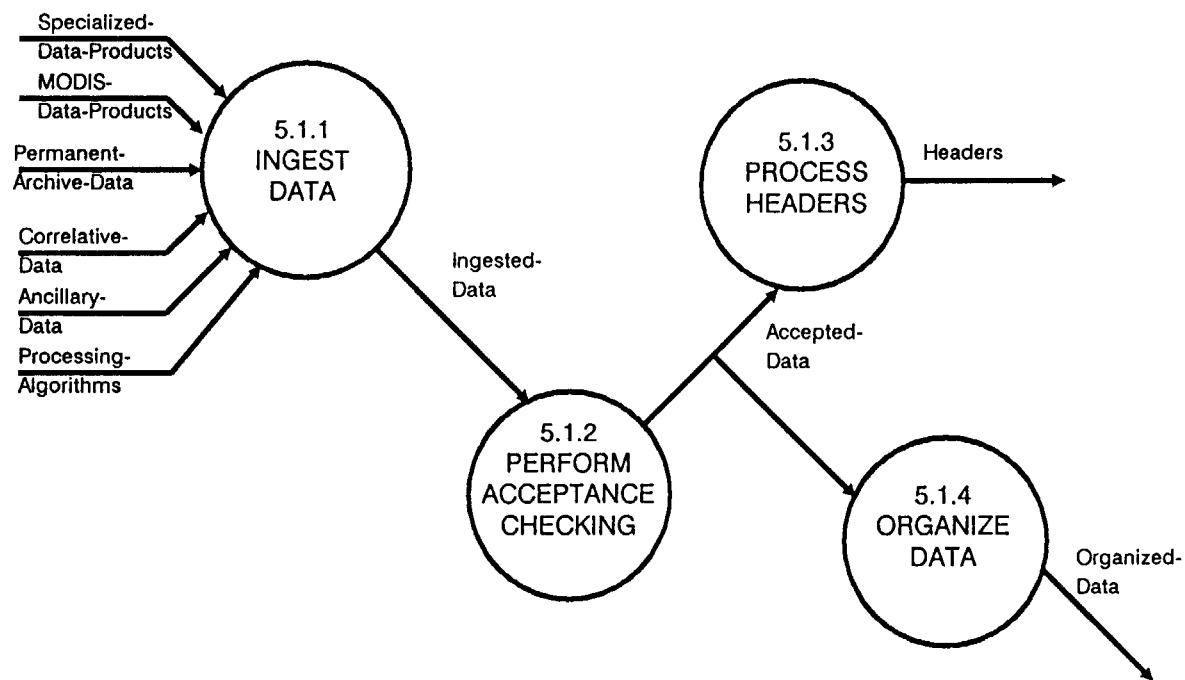 Specialized-
Data-Products
MODIS-
Data-Products
Permanent-
Archive-Data
Correlative-
Data
Ancillary-
Data
Processing-
Algorithms
5.1.1
INGEST
DATA
Ingested-
Data
5.1.2
PERFORM
ACCEPTANCE
CHECKING
Accepted-
Data
5.1.3
PROCESS
HEADERS
Headers
5.1.4
ORGANIZE
DATA
Organized-
Data